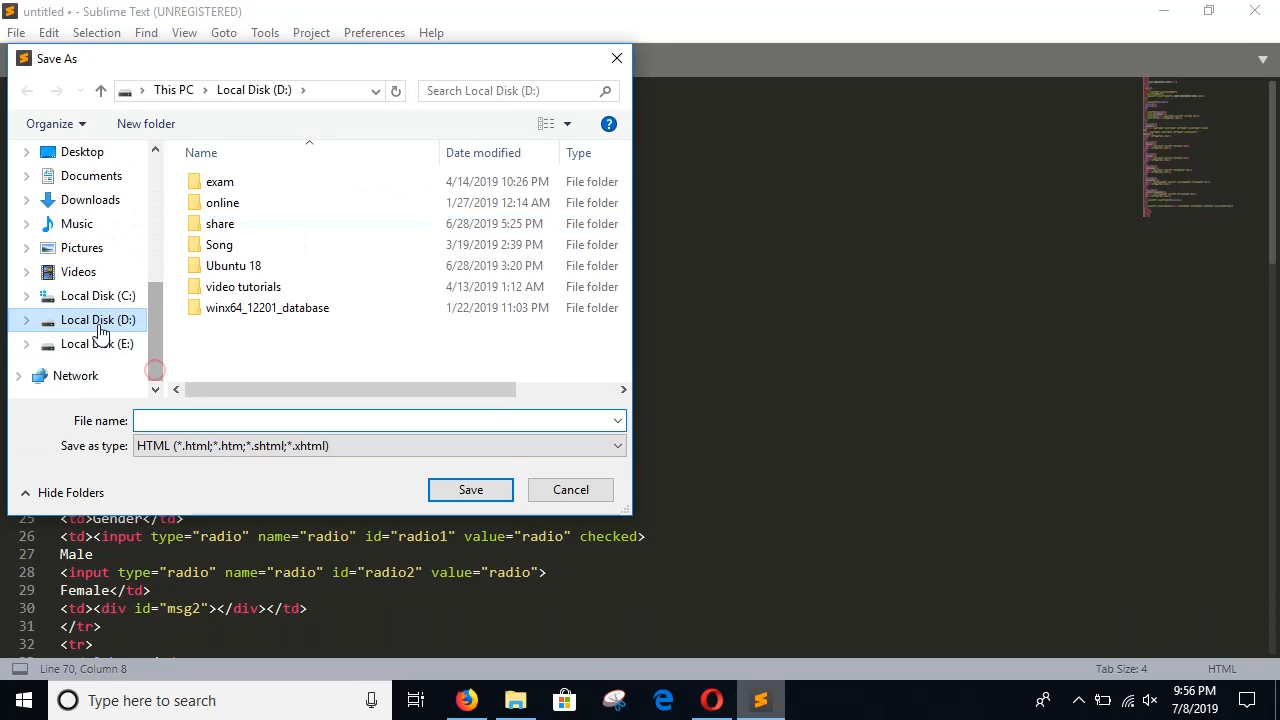 untitled • - Sublime Text (UNREGISTERED)
File Edit Selection Find View Goto Tools Project Preferences Help
Save As
This PC Local Disk (D:)
Search Local Disk (D:)
Organize New folder
Desktop
Documents
Downloads
Music
Pictures
Videos
Local Disk (C:)
Local Disk (D:)
Local Disk (E:)
Network
Name Date modified Type
exam 4/14/2019 10:26 PM File folder
online 1/27/2019 12:14 AM File folder
share 6/28/2019 5:25 PM File folder
Song 3/19/2019 2:39 PM File folder
Ubuntu 18 6/28/2019 3:20 PM File folder
video tutorials 4/13/2019 1:12 AM File folder
winx64_12201_database 1/22/2019 11:03 PM File folder
File name:
Save as type: HTML (*.html;*.htm;*.shtml;*.xhtml)
Hide Folders Save Cancel
25 <td>Gender</td>
26 <td><input type="radio" name="radio" id="radio1" value="radio" checked>
27 Male
28 <input type="radio" name="radio" id="radio2" value="radio">
29 Female</td>
30 <td><div id="msg2"></div></td>
31 </tr>
32 <tr>
Line 70, Column 8 Tab Size: 4 HTML
Type here to search
9:56 PM
7/8/2019